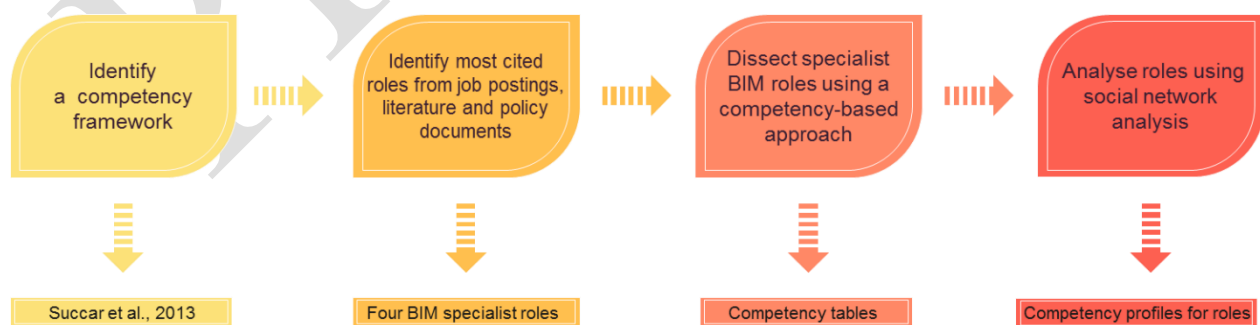 Identify
a competency
framework
Identify most cited
roles from job postings,
literature and policy
documents
Dissect specialist
BIM roles using a
competency-based
approach
Analyse roles using
social network
analysis
Succar et al., 2013
Four BIM specialist roles
Competency tables
Competency profiles for roles